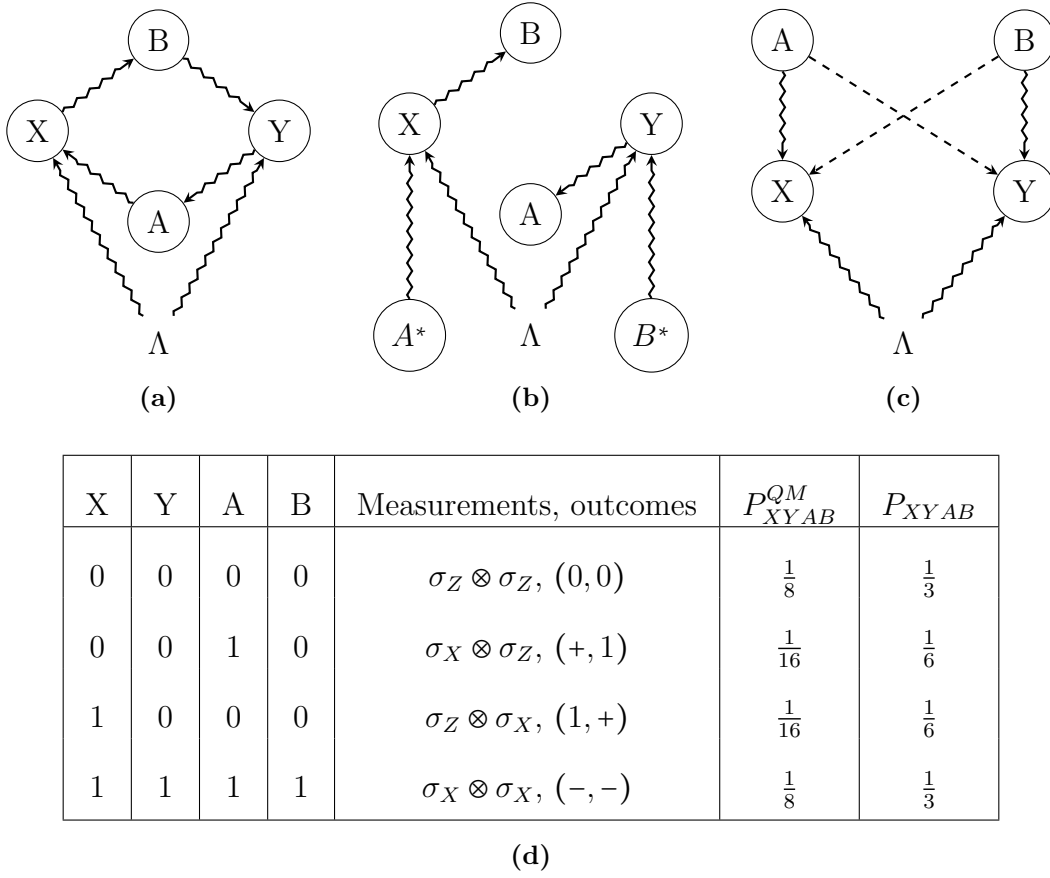 B
X Y
A
Λ
(a)
B
X Y
A
A* Λ B*
(b)
A B
X Y
Λ
(c)
X Y A B Measurements, outcomes P^{QM}_{XYAB} P_{XYAB}
0 0 0 0 σ_Z ⊗ σ_Z, (0,0) 1/8 1/3
0 0 1 0 σ_X ⊗ σ_Z, (+,1) 1/16 1/6
1 0 0 0 σ_Z ⊗ σ_X, (1,+) 1/16 1/6
1 1 1 1 σ_X ⊗ σ_X, (−,−) 1/8 1/3
(d)